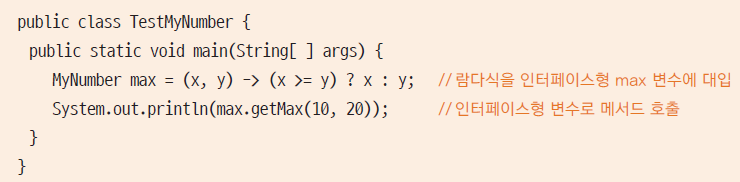 public class TestMyNumber {
public static void main(String[ ] args) {
MyNumber max = (x, y) -> (x >= y) ? x : y; //람다식을 인터페이스형 max 변수에 대입
System.out.println(max.getMax(10, 20)); //인터페이스형 변수로 메서드 호출
}
}